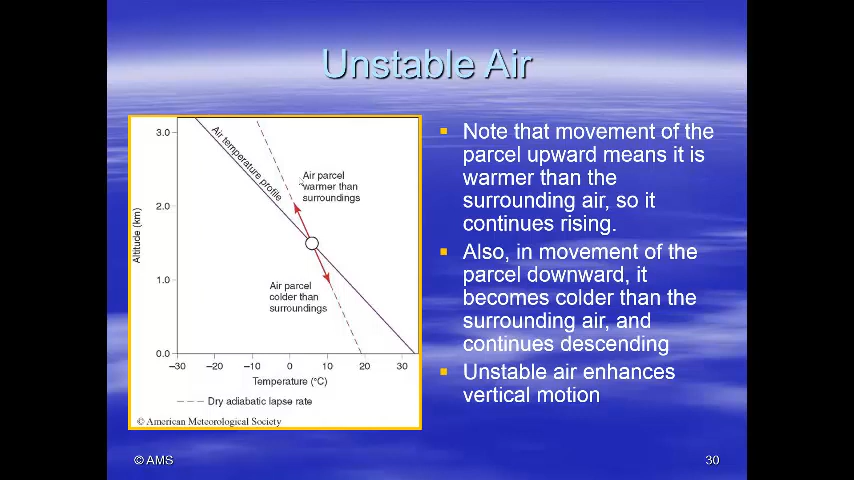 Unstable Air
3.0
2.0
1.0
0.0
Altitude (km)
Air temperature profile
Air parcel
warmer than
surroundings
Air parcel
colder than
surroundings
−30
−20
−10
0
10
20
30
Temperature (°C)
Dry adiabatic lapse rate
© American Meteorological Society
Note that movement of the
parcel upward means it is
warmer than the
surrounding air, so it
continues rising.
Also, in movement of the
parcel downward, it
becomes colder than the
surrounding air, and
continues descending
Unstable air enhances
vertical motion
© AMS
30